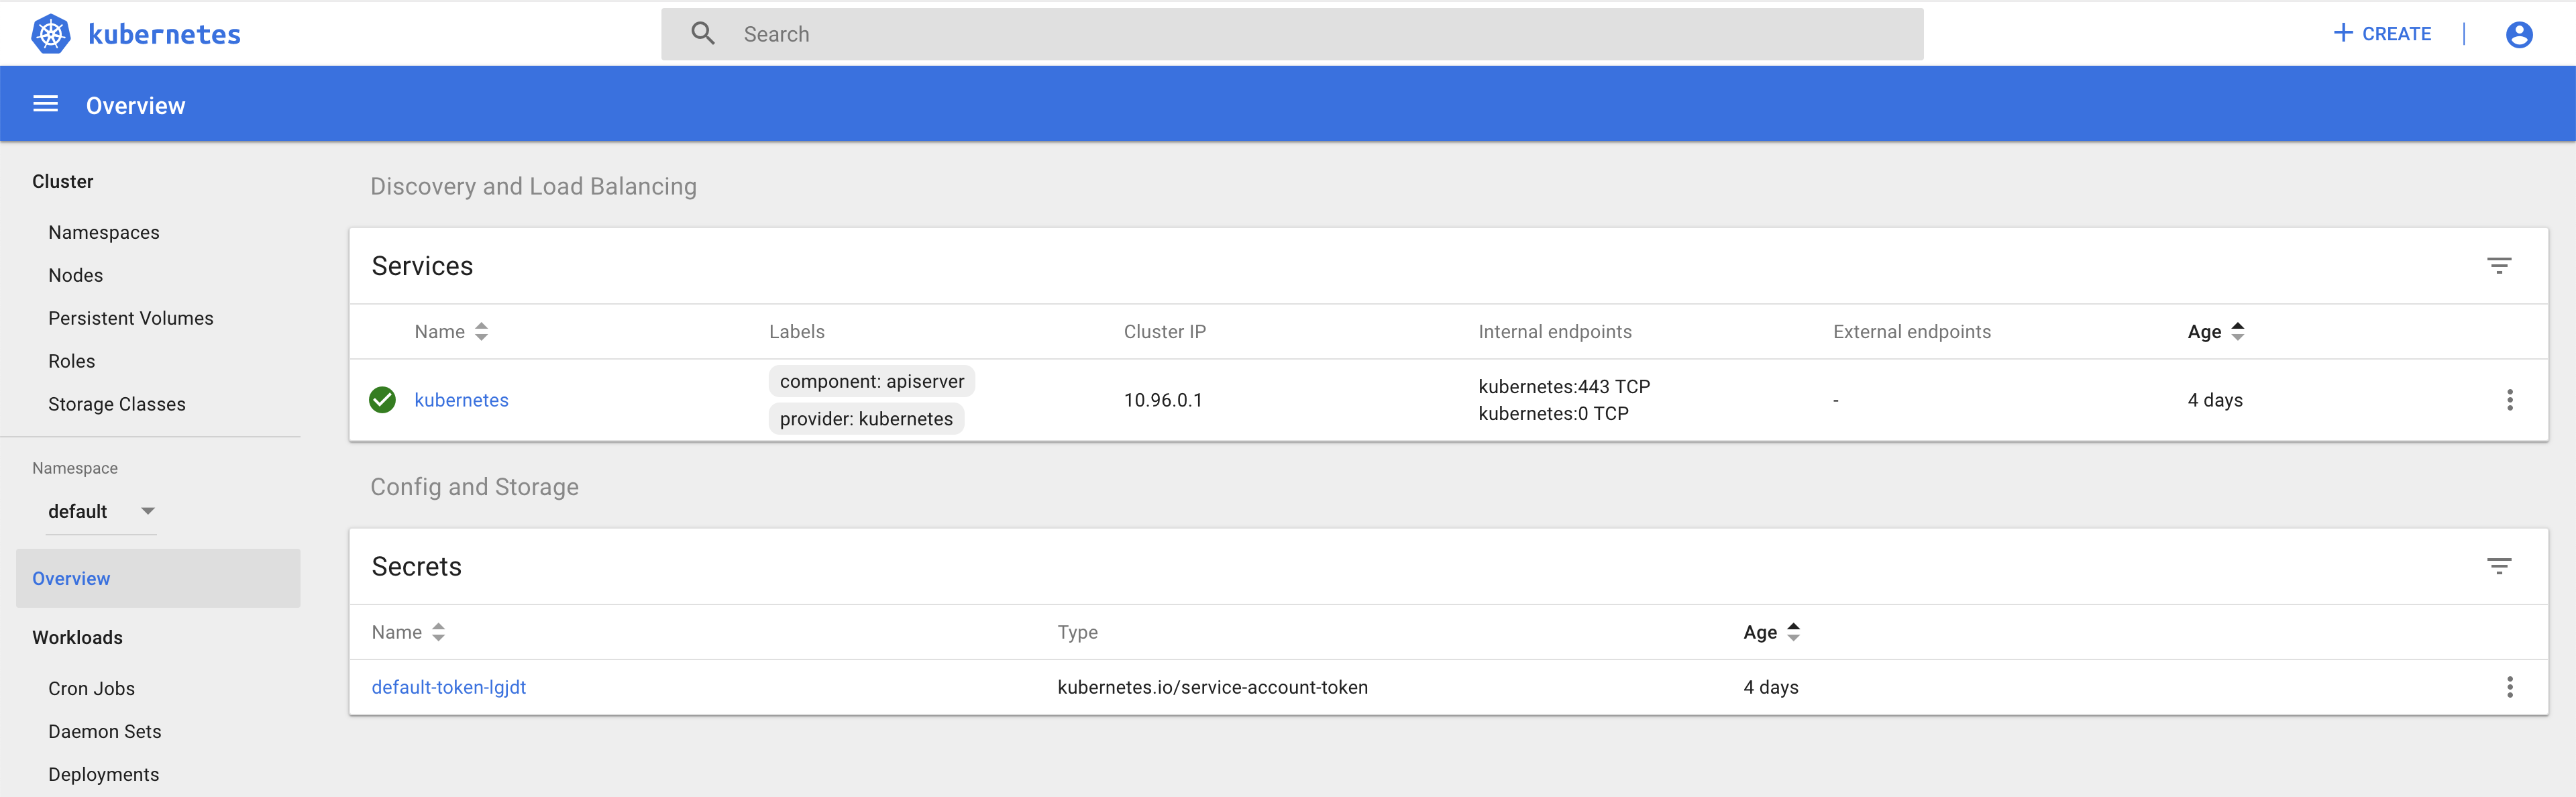 kubernetes
Search
CREATE
Overview
Cluster
Namespaces
Nodes
Persistent Volumes
Roles
Storage Classes
Namespace
default
Overview
Workloads
Cron Jobs
Daemon Sets
Deployments
Discovery and Load Balancing
Services
Name Labels Cluster IP Internal endpoints External endpoints Age
kubernetes component: apiserver provider: kubernetes 10.96.0.1 kubernetes:443 TCP kubernetes:0 TCP - 4 days
Config and Storage
Secrets
Name Type Age
default-token-lgjdt kubernetes.io/service-account-token 4 days